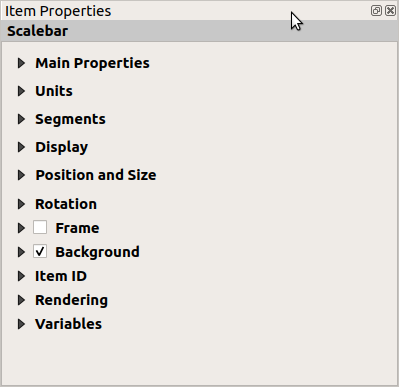 Item Properties
Scalebar
Main Properties
Units
Segments
Display
Position and Size
Rotation
Frame
Background
Item ID
Rendering
Variables